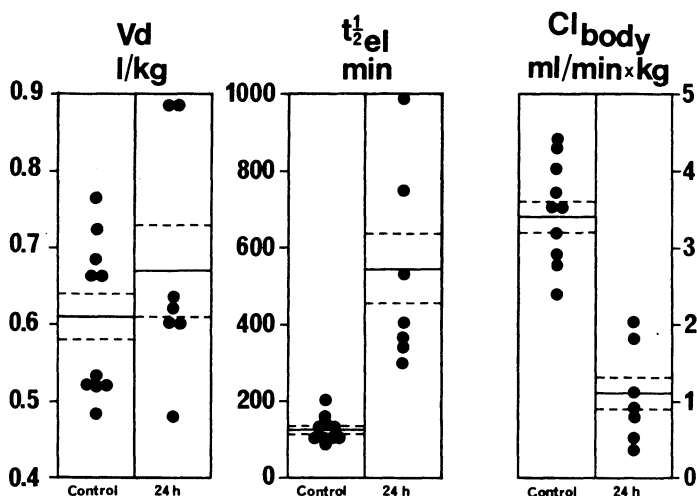 Vd
l/kg
t½el
min
Cl body
ml/min×kg
0.9
0.8
0.7
0.6
0.5
0.4
Control 24 h
1000
800
600
400
200
0
Control 24 h
5
4
3
2
1
0
Control 24 h